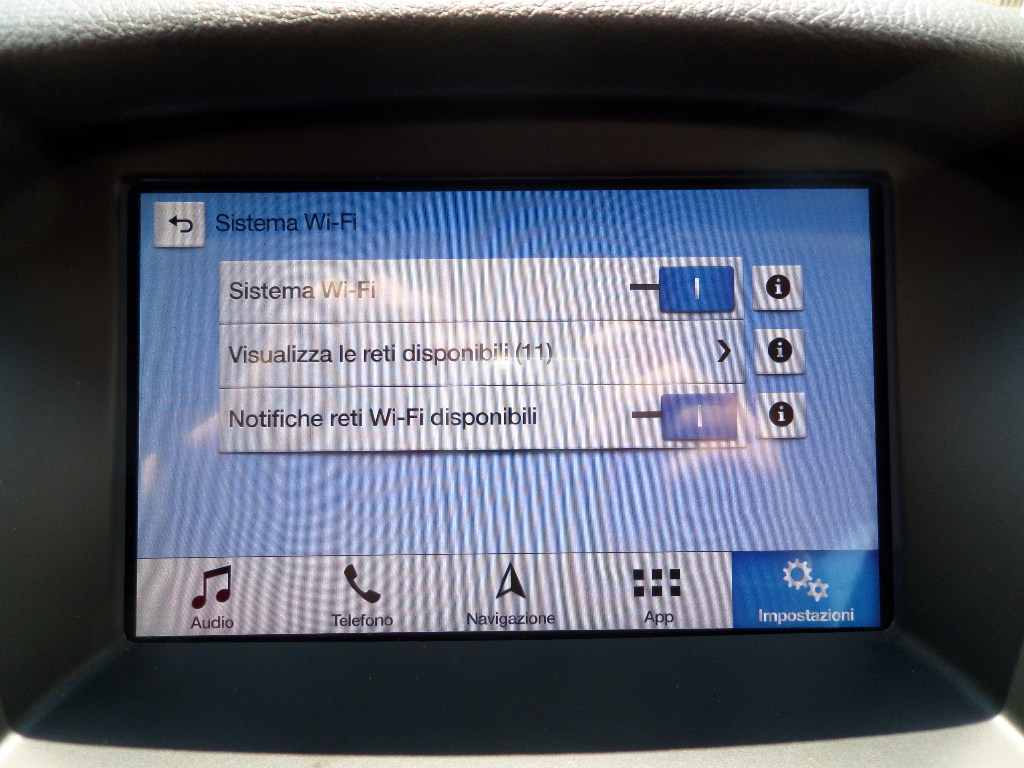 Sistema Wi-Fi
Sistema Wi-Fi
Visualizza le reti disponibili (11)
Notifiche reti Wi-Fi disponibili
Audio
Telefono
Navigazione
App
Impostazioni